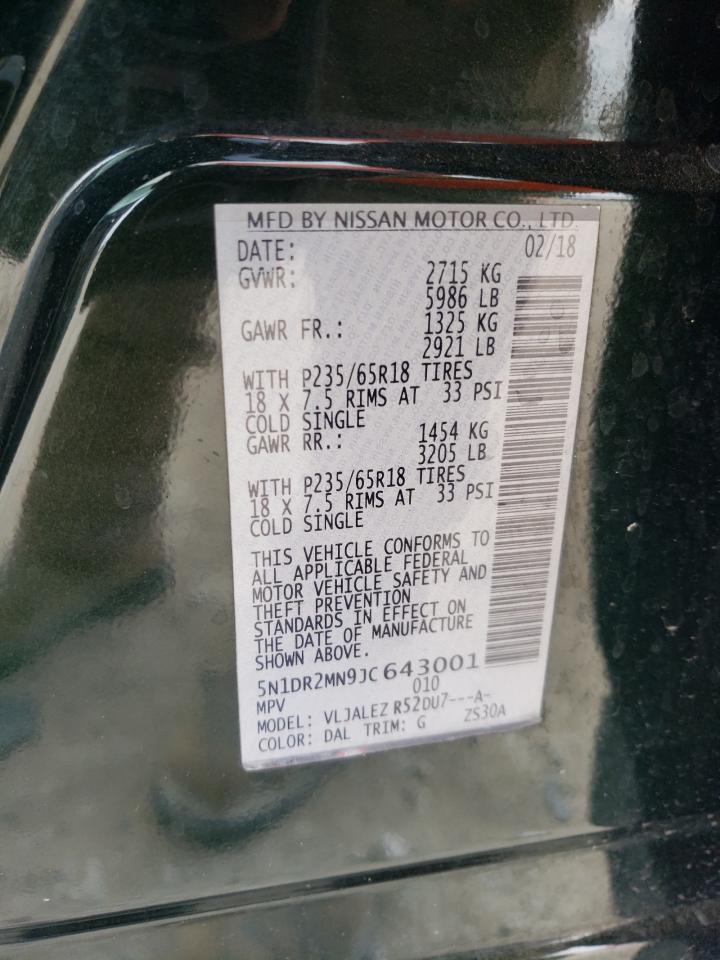 MFD BY NISSAN MOTOR CO., LTD.
DATE: 02/18
GVWR: 2715 KG
5986 LB
GAWR FR.: 1325 KG
2921 LB
WITH P235/65R18 TIRES
18 X 7.5 RIMS AT 33 PSI
COLD SINGLE
GAWR RR.: 1454 KG
3205 LB
WITH P235/65R18 TIRES
18 X 7.5 RIMS AT 33 PSI
COLD SINGLE
THIS VEHICLE CONFORMS TO
ALL APPLICABLE FEDERAL
MOTOR VEHICLE SAFETY AND
THEFT PREVENTION
STANDARDS IN EFFECT ON
THE DATE OF MANUFACTURE
SHOWN ABOVE.
5N1DR2MN9JC643001
MPV 010
MODEL: VLJALEZ R52DU7---A-
COLOR: DAL TRIM: G ZS30A